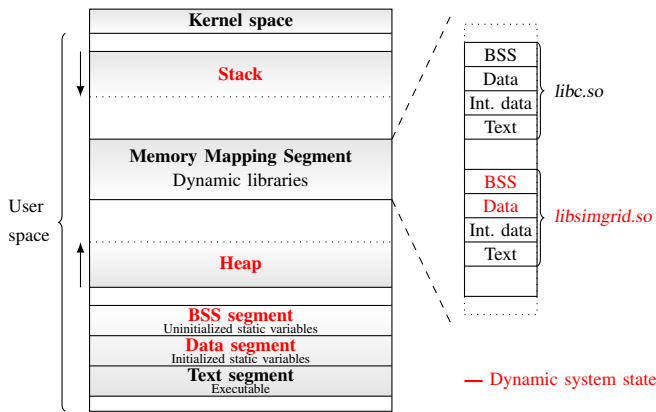 Kernel space
Stack
Memory Mapping Segment
Dynamic libraries
User
space
Heap
BSS segment
Uninitialized static variables
Data segment
Initialized static variables
Text segment
Executable
BSS
Data
Int. data
Text
libc.so
BSS
Data
Int. data
Text
libsimgrid.so
Dynamic system state